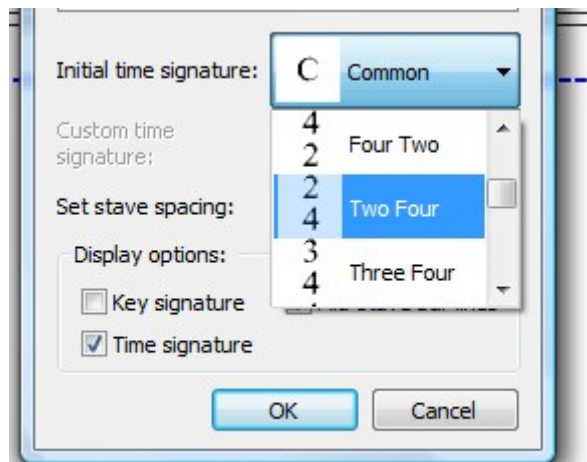 Initial time signature: C Common
Custom time
signature:
4
2 Four Two
Set stave spacing:
2
4 Two Four
Display options:
3
4 Three Four
Key signature
Time signature
OK Cancel